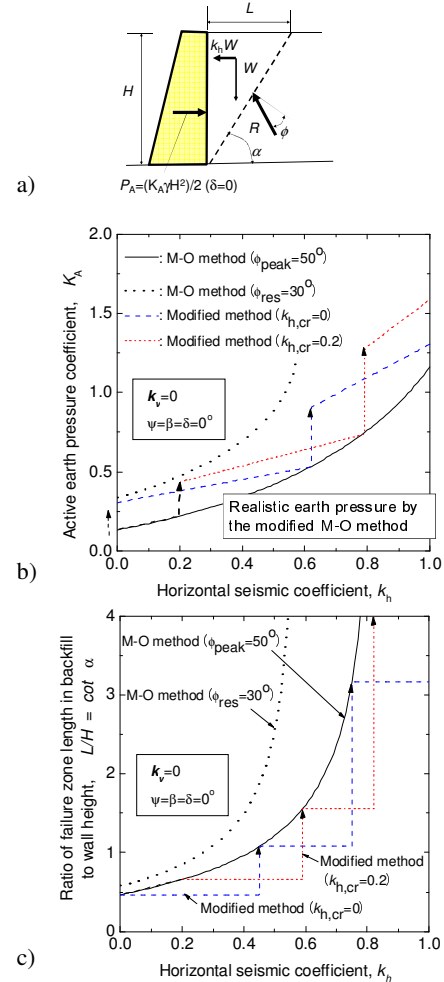 L
k_hW
W
H
R
ϕ
α
P_A=(K_AγH²)/2 (δ=0)
a)
2.0
: M-O method (ϕ_peak=50°)
: M-O method (ϕ_res=30°)
: Modified method (k_h,cr=0)
: Modified method (k_h,cr=0.2)
1.5
1.0
0.5
0.0
Active earth pressure coefficient, K_A
k_v=0
ψ=β=δ=0°
Realistic earth pressure by
the modified M-O method
0.0 0.2 0.4 0.6 0.8 1.0
Horizontal seismic coefficient, k_h
b)
4
3
2
1
0
Ratio of failure zone length in backfill
to wall height, L/H = cot α
M-O method (ϕ_peak=50°)
M-O method (ϕ_res=30°)
k_v=0
ψ=β=δ=0°
Modified method
(k_h,cr=0.2)
Modified method (k_h,cr=0)
0.0 0.2 0.4 0.6 0.8 1.0
Horizontal seismic coefficient, k_h
c)